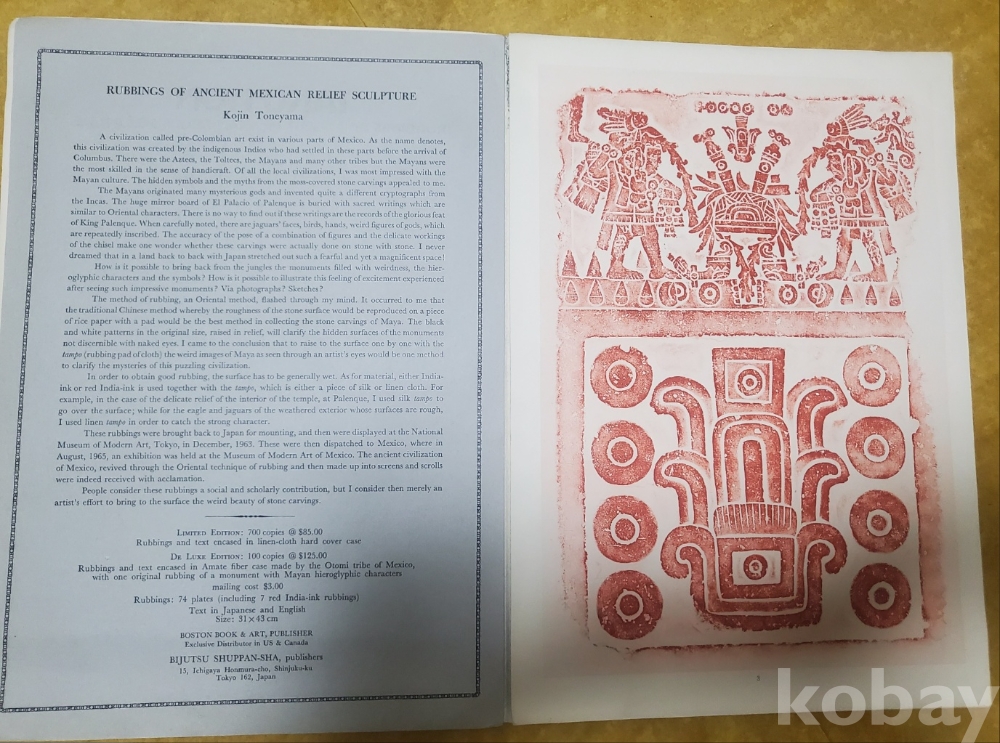 RUBBINGS OF ANCIENT MEXICAN RELIEF SCULPTURE
Kojin Toneyama
A civilization called pre-Colombian art exist in various parts of Mexico. As the name denotes,
this civilization was created by the indigenous Indios who had settled in these parts before the arrival of
Columbus. There were the Aztecs, the Toltecs, the Mayans and many other tribes but the Mayans were
the most skilled in the sense of handicraft. Of all the local civilizations, I was most impressed with the
Mayan culture. The hidden symbols and the myths from the moss-covered stone carvings appealed to me.
The Mayans originated many mysterious gods and invented quite a different cryptographs from
the Incas. The huge mirror board of El Palacio of Palenque is buried with sacred writings which are
similar to Oriental characters. There is no way to find out if these writings are the records of the glorious feat
of King Palenque. When carefully noted, there are jaguars' faces, birds, hands, weird figures of gods, which
are repeatedly inscribed. The accuracy of the pose of a combination of figures and the delicate workings
of the chisel make one wonder whether these carvings were actually done on stone with stone. I never
dreamed that in a land back to back with Japan stretched out such a fearful and yet a magnificent space!
How is it possible to bring back from the jungles the monuments filled with weirdness, the hier-
oglyphic characters and the symbols? How is it possible to illustrate this feeling of excitement experienced
after seeing such impressive monuments? Via photographs? Sketches?
The method of rubbing, an Oriental method, flashed through my mind. It occurred to me that
the traditional Chinese method whereby the roughness of the stone surface would be reproduced on a piece
of rice paper with a pad would be the best method in collecting the stone carvings of Maya. The black
and white patterns in the original size, raised in relief, will clarify the hidden surfaces of the monuments
not discernible with naked eyes. I came to the conclusion that to raise to the surface one by one with the
tampo (rubbing pad of cloth) the weird images of Maya as seen through an artist's eyes would be one method
to clarify the mysteries of this puzzling civilization.
In order to obtain good rubbing, the surface has to be generally wet. As for material, either India-
ink or red India-ink is used together with the tampo, which is either a piece of silk or linen cloth. For
example, in the case of the delicate relief of the interior of the temple, at Palenque, I used silk tampo to
go over the surface; while for the eagle and jaguars of the weathered exterior whose surfaces are rough,
I used linen tampo in order to catch the strong character.
These rubbings were brought back to Japan for mounting, and then were displayed at the National
Museum of Modern Art, Tokyo, in December, 1963. These were then dispatched to Mexico, where in
August, 1965, an exhibition was held at the Museum of Modern Art of Mexico. The ancient civilization
of Mexico, revived through the Oriental technique of rubbing and then made up into screens and scrolls
were indeed received with acclamation.
People consider these rubbings a social and scholarly contribution, but I consider then merely an
artist's effort to bring to the surface the weird beauty of stone carvings.
LIMITED EDITION: 700 copies @ $85.00
Rubbings and text encased in linen-cloth hard cover case
DE LUXE EDITION: 100 copies @ $125.00
Rubbings and text encased in Amate fiber case made by the Otomi tribe of Mexico,
with one original rubbing of a monument with Mayan hieroglyphic characters
mailing cost $3.00
Rubbings: 74 plates (including 7 red India-ink rubbings)
Text in Japanese and English
Size: 31×43 cm
BOSTON BOOK & ART, PUBLISHER
Exclusive Distributor in US & Canada
BIJUTSU SHUPPAN-SHA, publishers
15, Ichigaya Honmura-cho, Shinjuku-ku
Tokyo 162, Japan
kobay